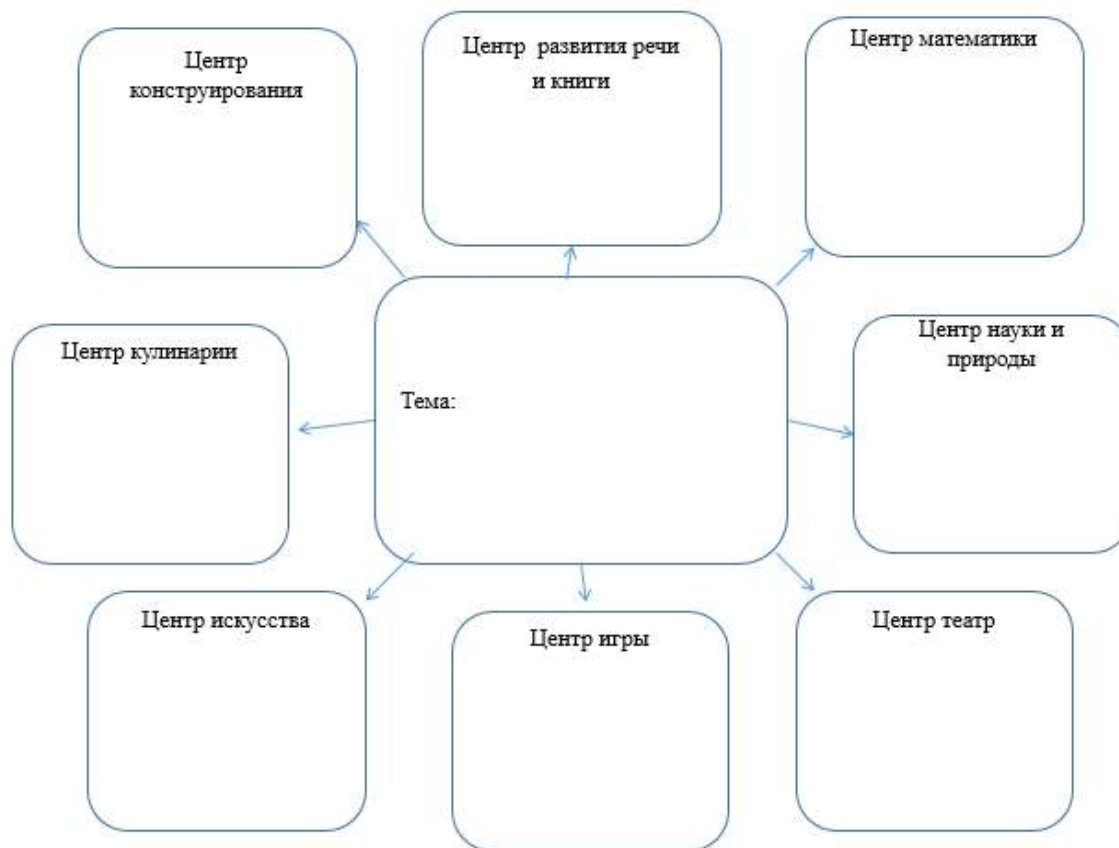 Центр
конструирования
Центр развития речи
и книги
Центр математики
Центр кулинарии
Тема:
Центр науки и
природы
Центр искусства
Центр игры
Центр театр